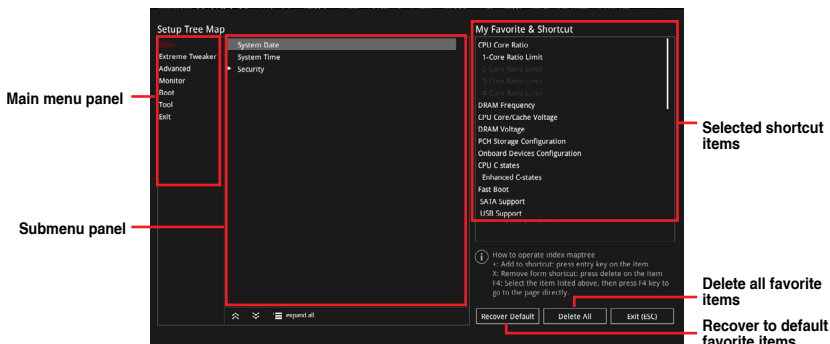 Setup Tree Map
Main
Extreme Tweaker
Advanced
Monitor
Boot
Tool
Exit
System Date
System Time
Security
expand all
My Favorite & Shortcut
CPU Core Ratio
1-Core Ratio Limit
2-Core Ratio Limit
3-Core Ratio Limit
4-Core Ratio Limit
DRAM Frequency
CPU Core/Cache Voltage
DRAM Voltage
PCH Storage Configuration
Onboard Devices Configuration
CPU C states
Enhanced C-states
Fast Boot
SATA Support
USB Support
How to operate index maptree
+: Add to shortcut: press entry key on the item
X: Remove form shortcut: press delete on the item
F4: Select the item listed above, then press F4 key to
go to the page directly.
Recover Default
Delete All
Exit (ESC)
Main menu panel
Submenu panel
Selected shortcut
items
Delete all favorite
items
Recover to default
favorite items